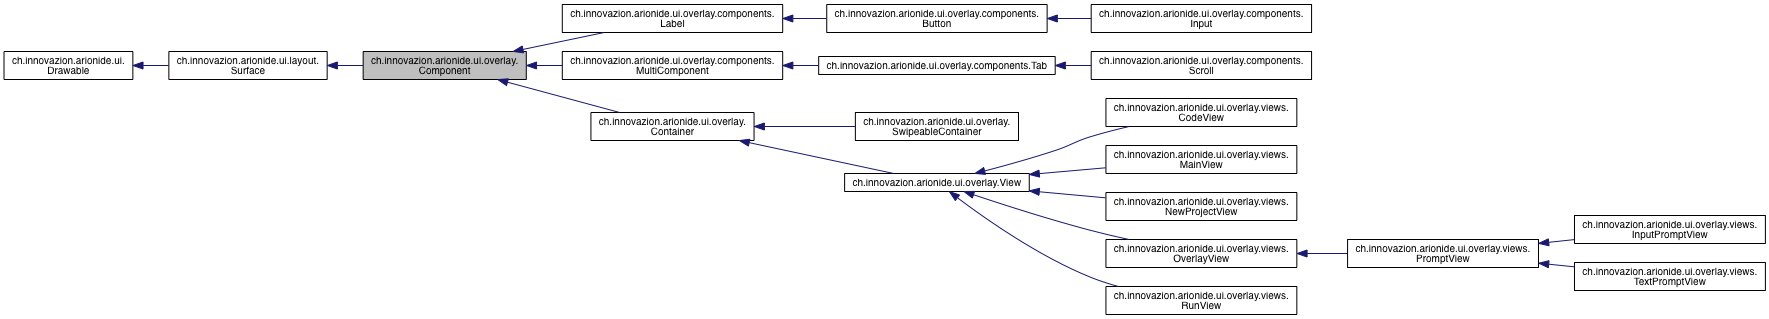 ch.innovazion.arionide.ui.
Drawable
ch.innovazion.arionide.ui.layout.
Surface
ch.innovazion.arionide.ui.overlay.
Component
ch.innovazion.arionide.ui.overlay.components.
Label
ch.innovazion.arionide.ui.overlay.components.
Button
ch.innovazion.arionide.ui.overlay.components.
Input
ch.innovazion.arionide.ui.overlay.components.
MultiComponent
ch.innovazion.arionide.ui.overlay.components.Tab
ch.innovazion.arionide.ui.overlay.components.
Scroll
ch.innovazion.arionide.ui.overlay.
Container
ch.innovazion.arionide.ui.overlay.
SwipeableContainer
ch.innovazion.arionide.ui.overlay.View
ch.innovazion.arionide.ui.overlay.views.
CodeView
ch.innovazion.arionide.ui.overlay.views.
MainView
ch.innovazion.arionide.ui.overlay.views.
NewProjectView
ch.innovazion.arionide.ui.overlay.views.
OverlayView
ch.innovazion.arionide.ui.overlay.views.
RunView
ch.innovazion.arionide.ui.overlay.views.
PromptView
ch.innovazion.arionide.ui.overlay.views.
InputPromptView
ch.innovazion.arionide.ui.overlay.views.
TextPromptView